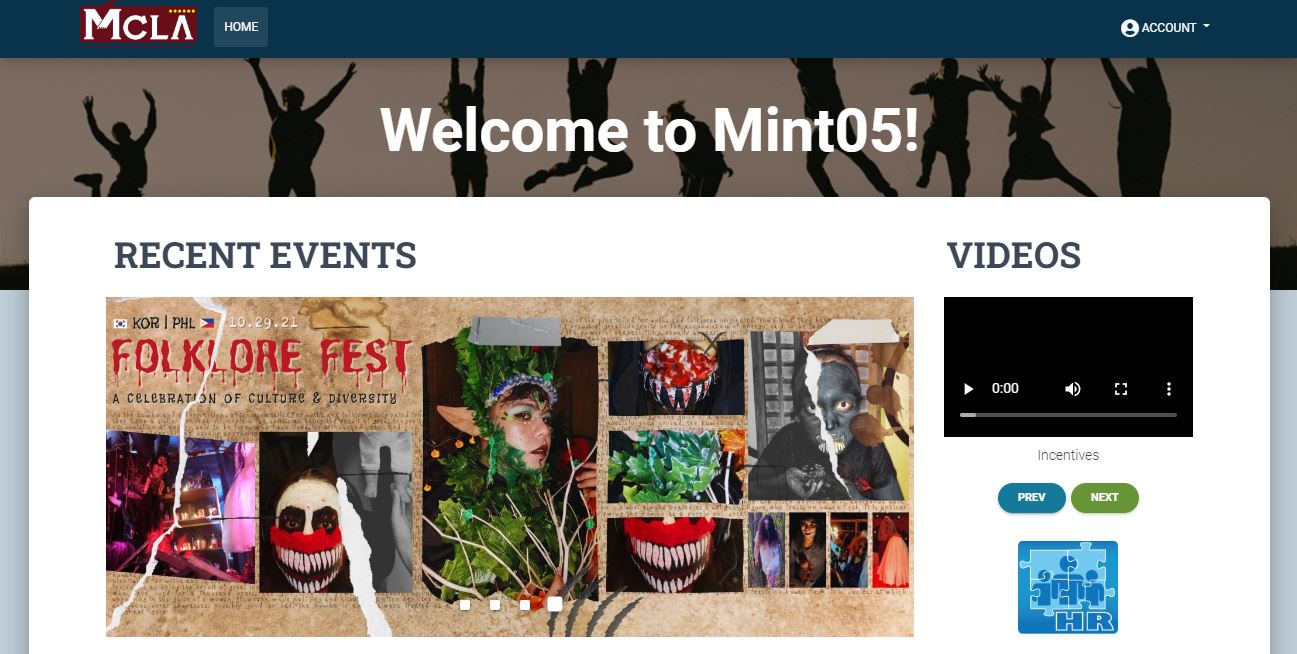 MCLA
HOME
ACCOUNT
Welcome to Mint05!
RECENT EVENTS
VIDEOS
KOR | PHL
10.29.21
FOLKLORE FEST
A CELEBRATION OF CULTURE & DIVERSITY
0:00
Incentives
PREV
NEXT
HR